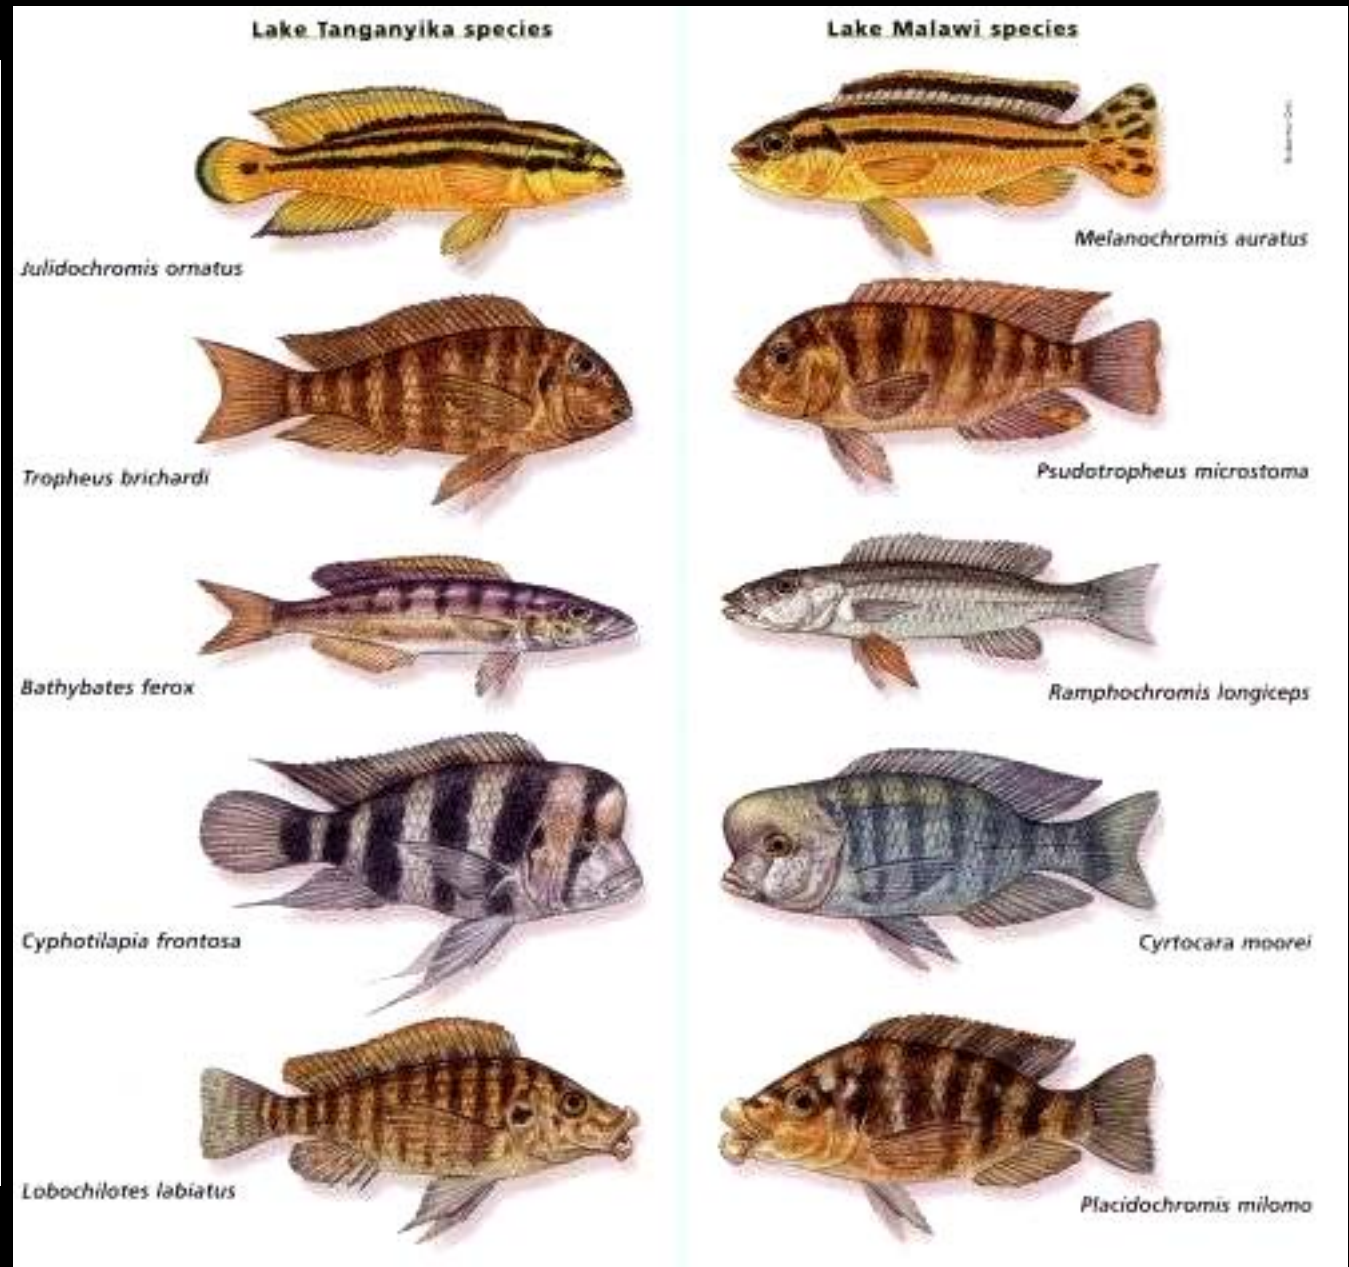 Lake Tanganyika species
Lake Malawi species
Julidochromis ornatus
Melanochromis auratus
Tropheus brichardi
Psudotropheus microstoma
Bathybates ferox
Ramphochromis longiceps
Cyphotilapia frontosa
Cyrtocara moorei
Lobochilotes labiatus
Placidochromis milomo